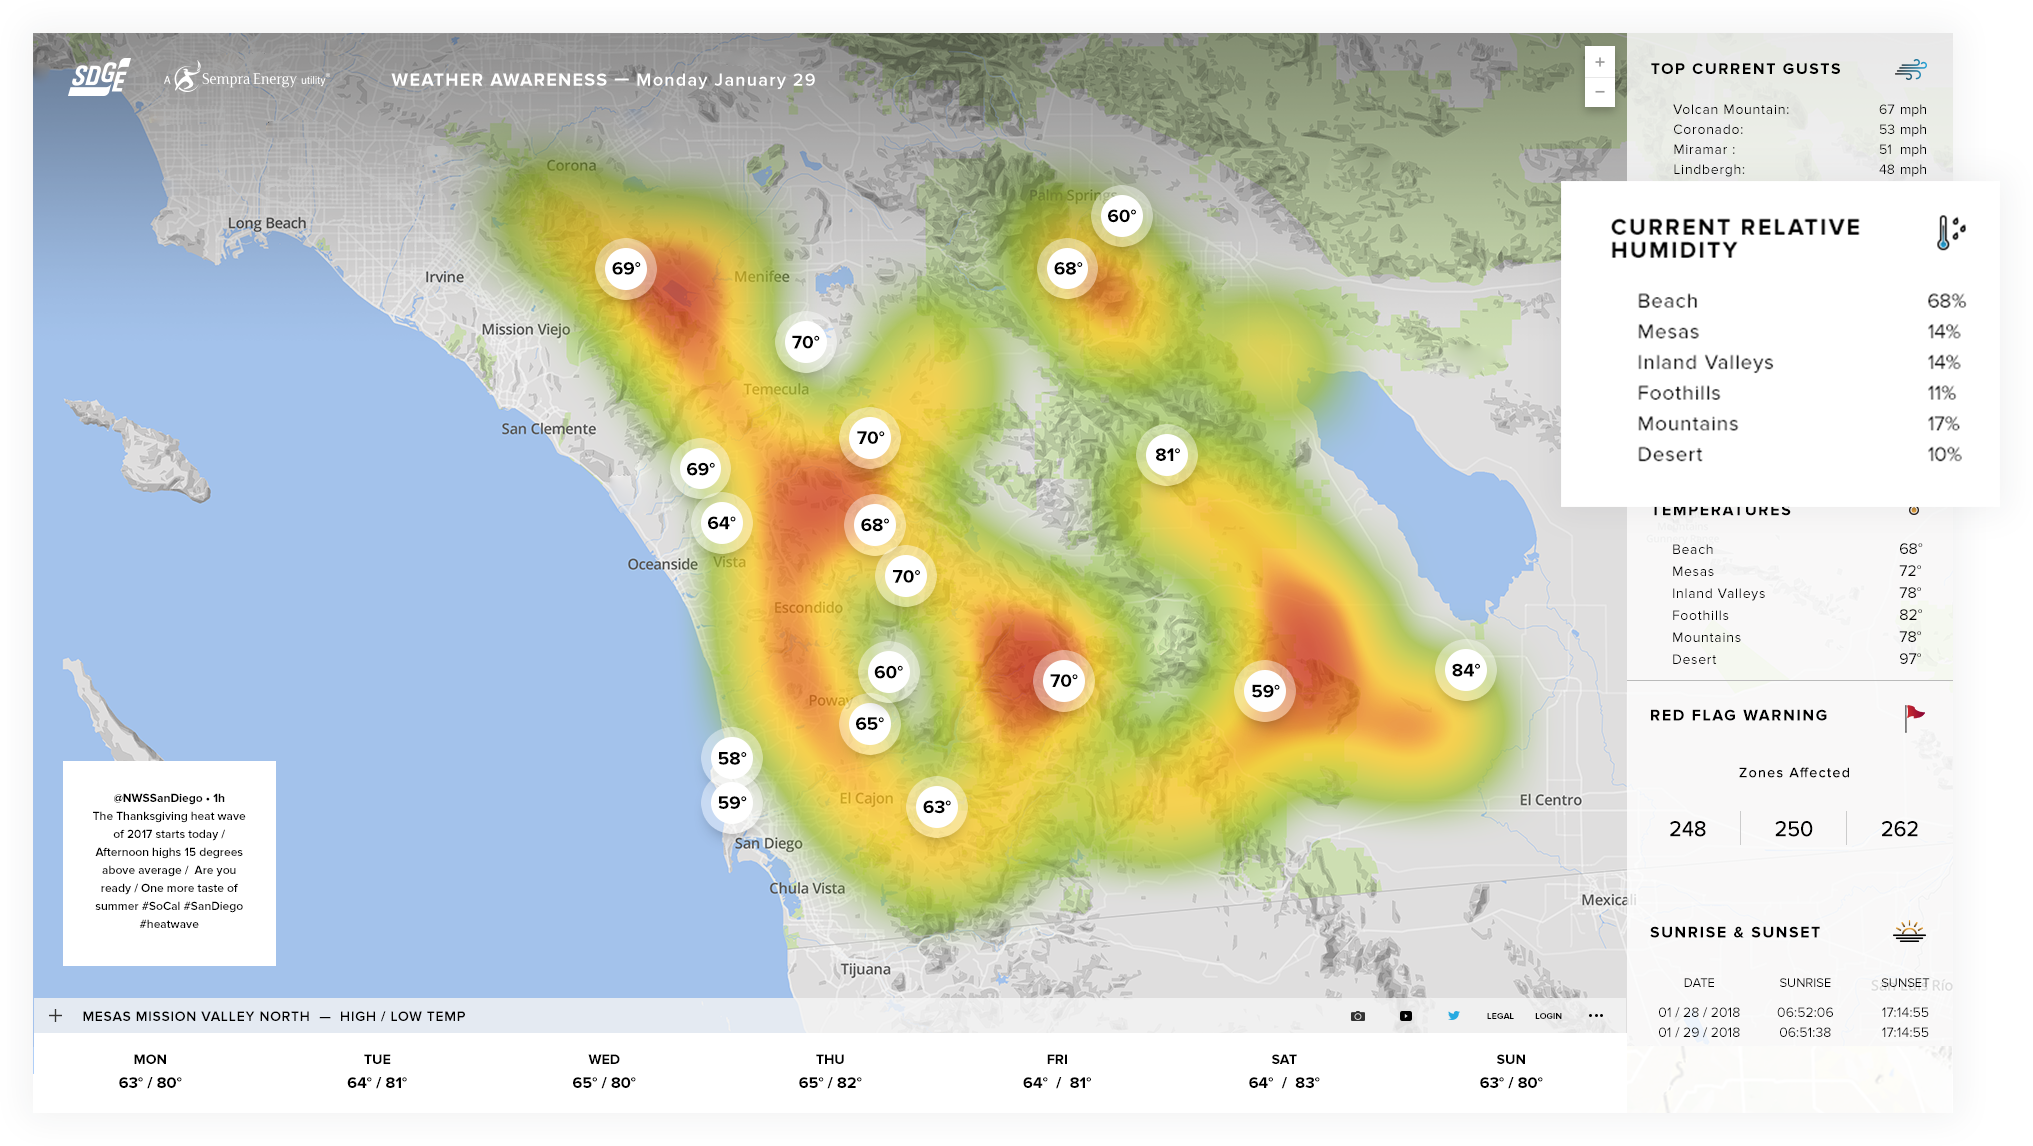 SDGE
A Sempra Energy utility®
WEATHER AWARENESS — Monday January 29
+
−
Corona
Long Beach
Irvine
Menifee
Mission Viejo
Temecula
San Clemente
Palm Springs
Oceanside
Vista
Escondido
Poway
El Cajon
San Diego
Chula Vista
Tijuana
El Centro
Mexicali
60°
69°
68°
70°
70°
69°
81°
64°
68°
70°
60°
70°
84°
59°
65°
58°
59°
63°
@NWSSanDiego • 1h
The Thanksgiving heat wave
of 2017 starts today /
Afternoon highs 15 degrees
above average / Are you
ready / One more taste of
summer #SoCal #SanDiego
#heatwave
TOP CURRENT GUSTS
Volcan Mountain: 67 mph
Coronado: 53 mph
Miramar : 51 mph
Lindbergh: 48 mph
CURRENT RELATIVE
HUMIDITY
Beach 68%
Mesas 14%
Inland Valleys 14%
Foothills 11%
Mountains 17%
Desert 10%
TEMPERATURES
Beach 68°
Mesas 72°
Inland Valleys 78°
Foothills 82°
Mountains 78°
Desert 97°
RED FLAG WARNING
Zones Affected
248 250 262
SUNRISE & SUNSET
DATE SUNRISE SUNSET
01 / 28 / 2018 06:52:06 17:14:55
01 / 29 / 2018 06:51:38 17:14:55
+ MESAS MISSION VALLEY NORTH — HIGH / LOW TEMP
LEGAL LOGIN •••
MON TUE WED THU FRI SAT SUN
63° / 80° 64° / 81° 65° / 80° 65° / 82° 64° / 81° 64° / 83° 63° / 80°